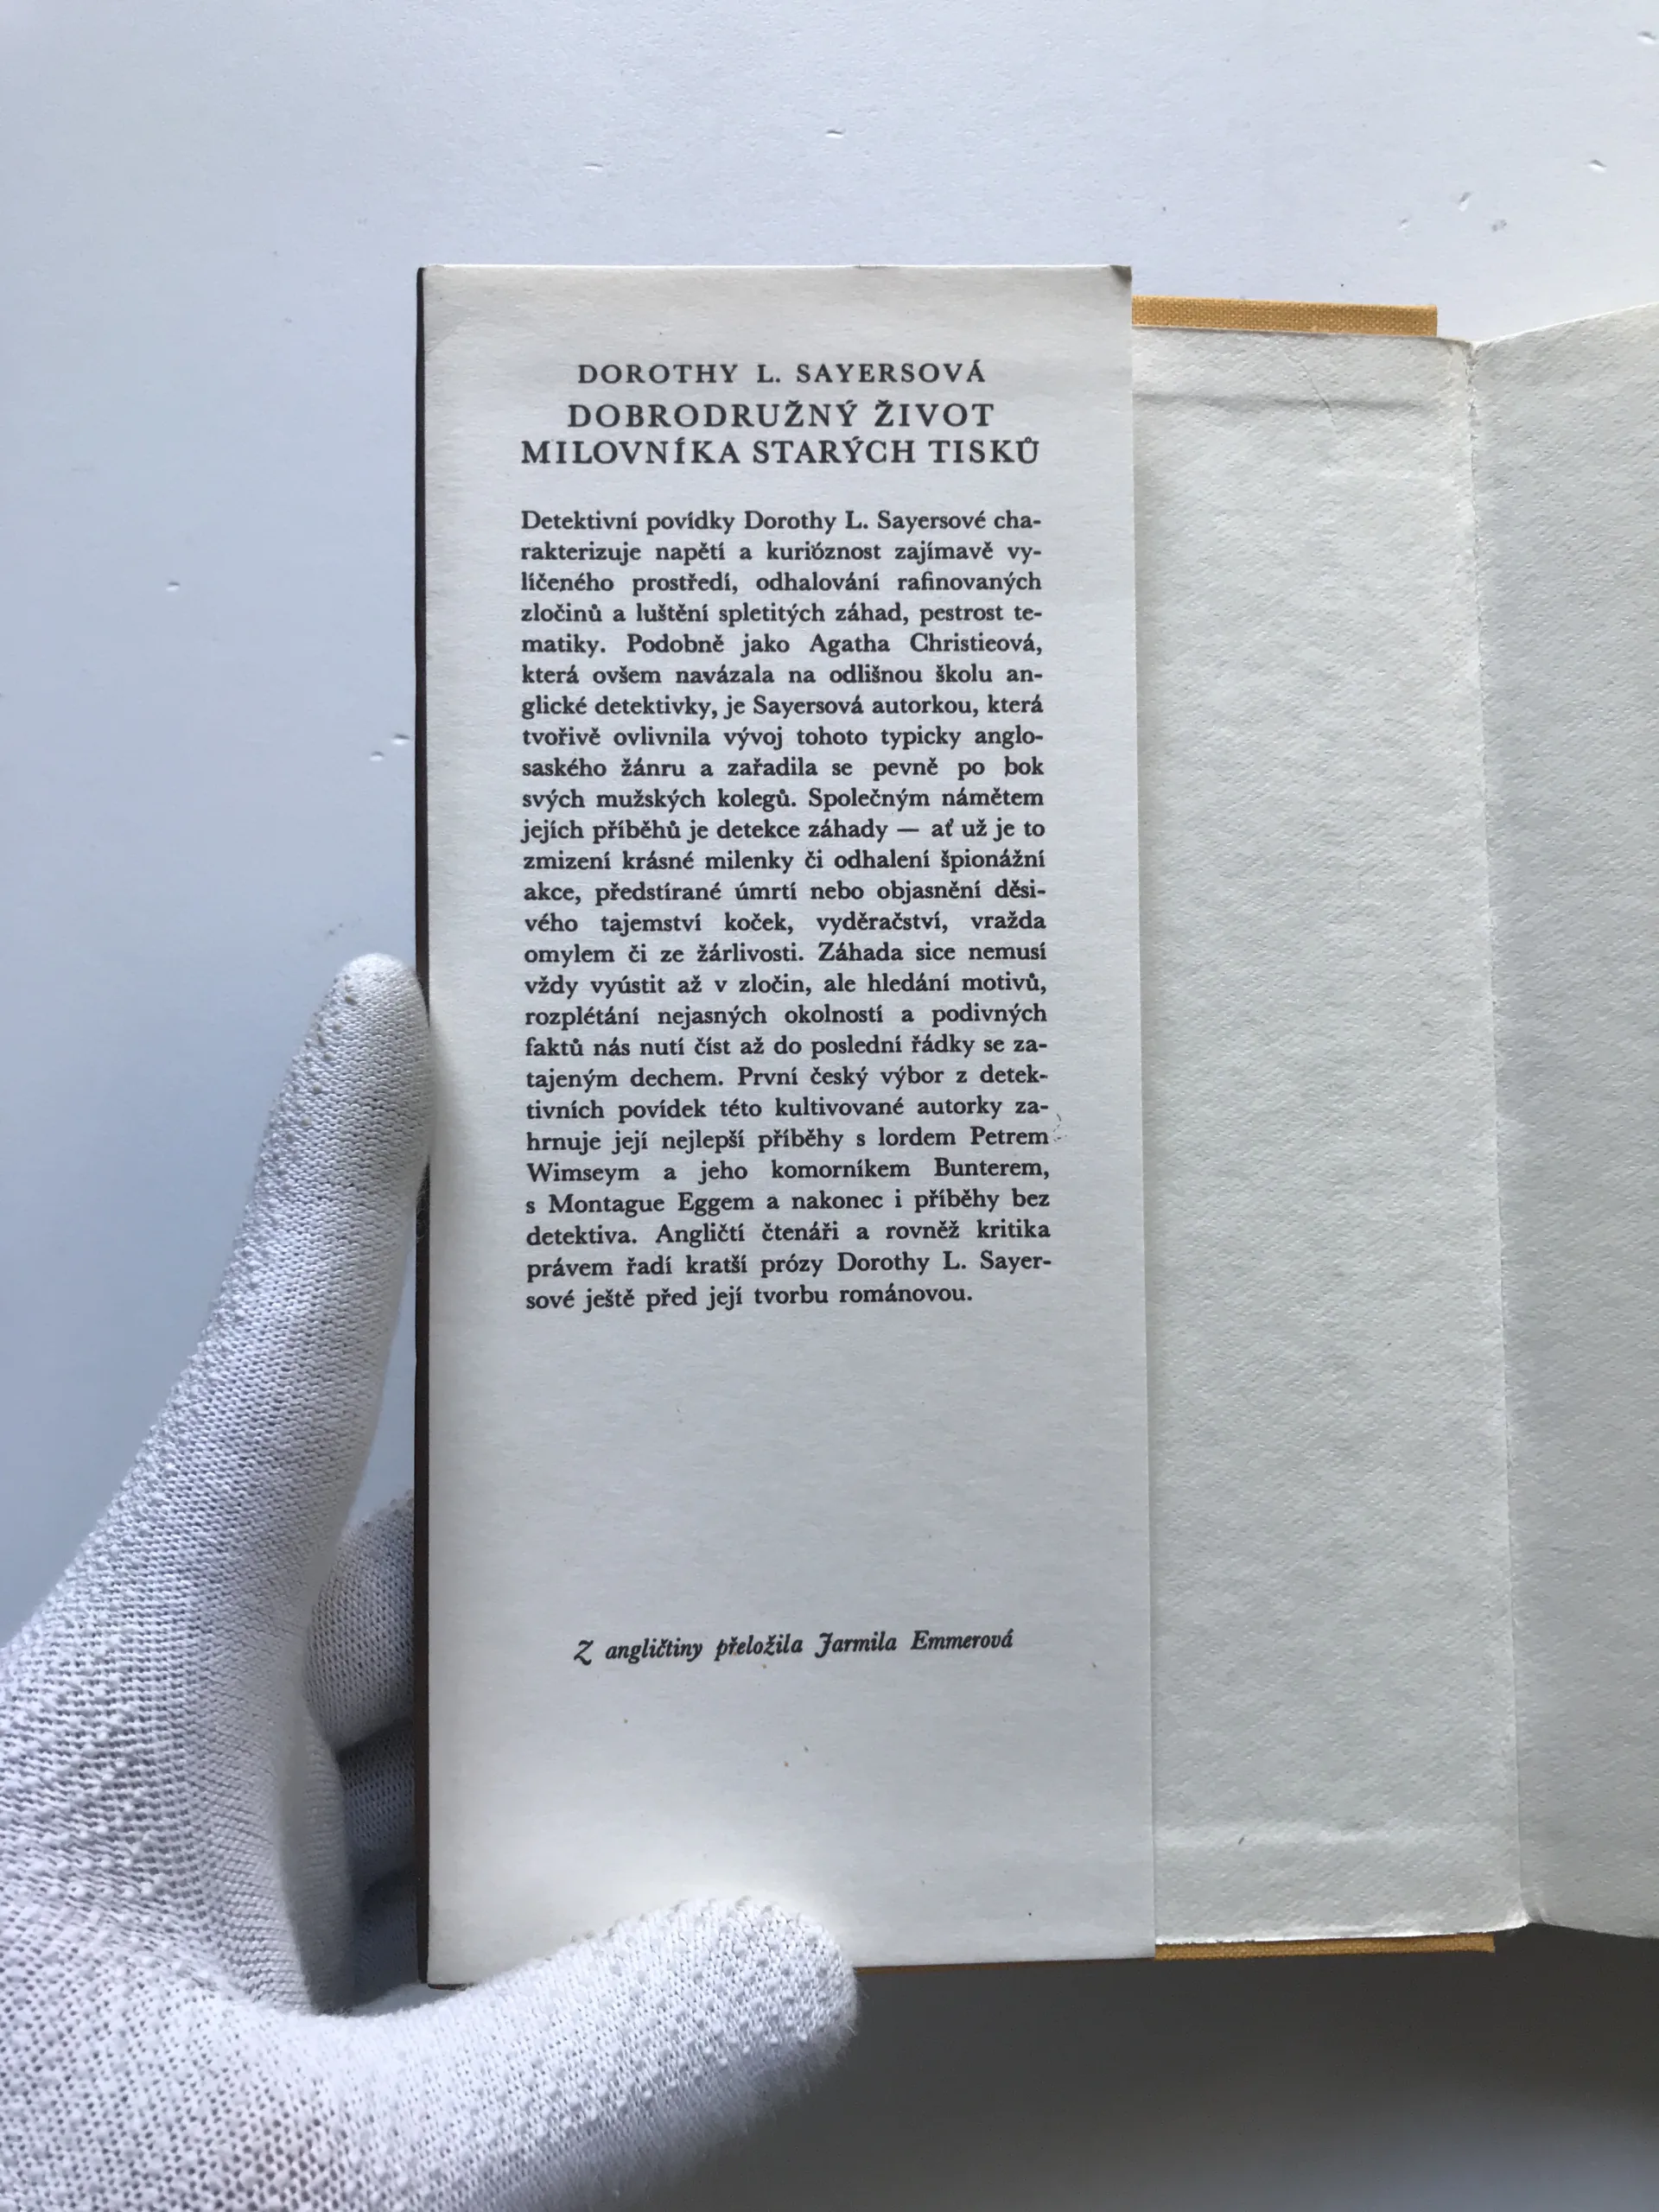 DOROTHY L. SAYERSOVÁ
DOBRODRUŽNÝ ŽIVOT
MILOVNÍKA STARÝCH TISKŮ
Detektivní povídky Dorothy L. Sayersové cha-
rakterizuje napětí a kurióznost zajímavě vy-
líčeného prostředí, odhalování rafinovaných
zločinů a luštění spletitých záhad, pestrost te-
matiky. Podobně jako Agatha Christieová,
která ovšem navázala na odlišnou školu an-
glické detektivky, je Sayersová autorkou, která
tvořivě ovlivnila vývoj tohoto typicky anglo-
saského žánru a zařadila se pevně po bok
svých mužských kolegů. Společným námětem
jejích příběhů je detekce záhady — ať už je to
zmizení krásné milenky či odhalení špionážní
akce, předstírané úmrtí nebo objasnění děsi-
vého tajemství koček, vyděračství, vražda
omylem či ze žárlivosti. Záhada sice nemusí
vždy vyústit až v zločin, ale hledání motivů,
rozplétání nejasných okolností a podivných
faktů nás nutí číst až do poslední řádky se za-
tajeným dechem. První český výbor z detek-
tivních povídek této kultivované autorky za-
hrnuje její nejlepší příběhy s lordem Petrem
Wimseym a jeho komorníkem Bunterem,
s Montague Eggem a nakonec i příběhy bez
detektiva. Angličtí čtenáři a rovněž kritika
právem řadí kratší prózy Dorothy L. Sayer-
sové ještě před její tvorbu románovou.
Z angličtiny přeložila Jarmila Emmerová